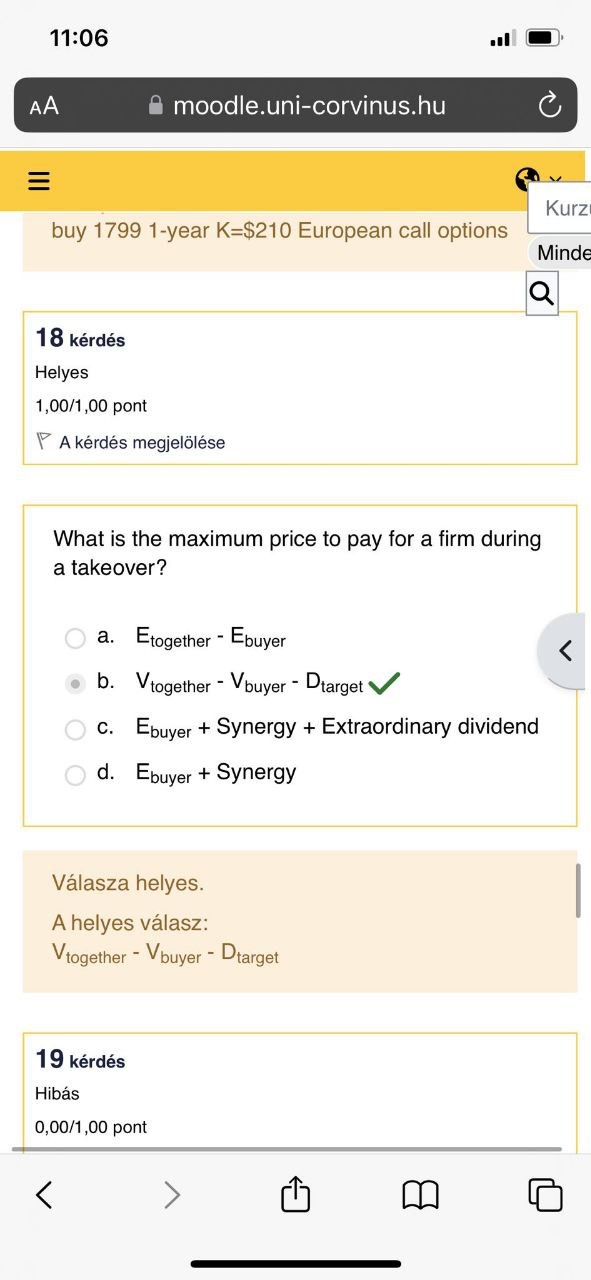 11:06
AA moodle.uni-corvinus.hu
Kurz
buy 1799 1-year K=$210 European call options
Minde
18 kérdés
Helyes
1,00/1,00 pont
A kérdés megjelölése
What is the maximum price to pay for a firm during
a takeover?
a. Etogether - Ebuyer
b. Vtogether - Vbuyer - Dtarget
c. Ebuyer + Synergy + Extraordinary dividend
d. Ebuyer + Synergy
Válasza helyes.
A helyes válasz:
Vtogether - Vbuyer - Dtarget
19 kérdés
Hibás
0,00/1,00 pont